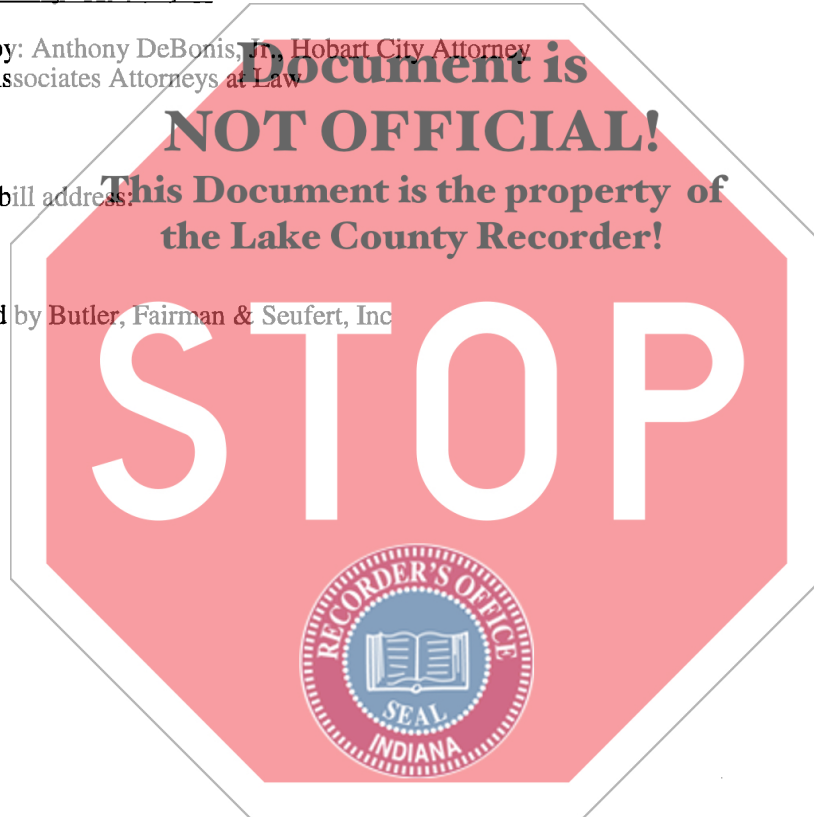 by: Anthony DeBonis, Jr., Hobart City Attorney
Associates Attorneys at Law
Document is
NOT OFFICIAL!
bill address:
This Document is the property of
the Lake County Recorder!
by Butler, Fairman & Seufert, Inc
STOP
RECORDER'S OFFICE
SEAL
INDIANA